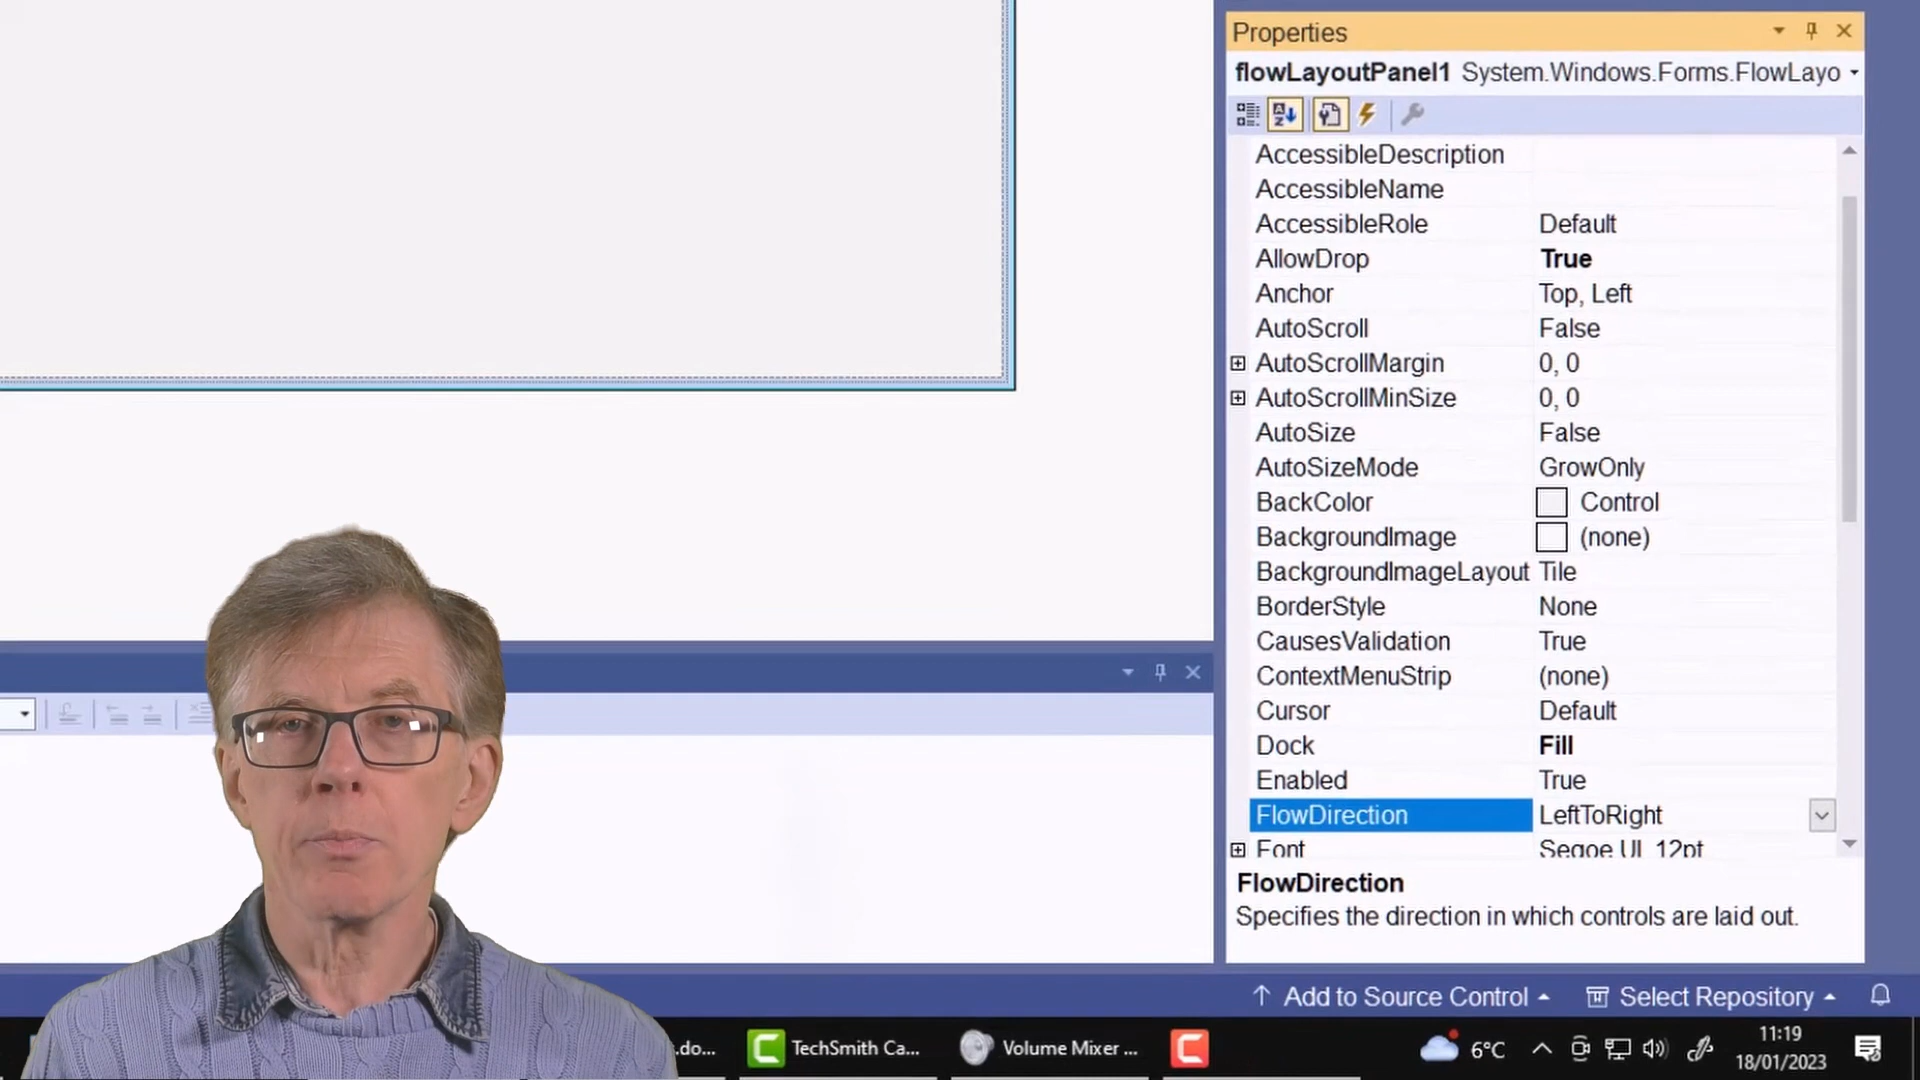 Properties
flowLayoutPanel1 System.Windows.Forms.FlowLayo
AccessibleDescription
AccessibleName
AccessibleRole Default
AllowDrop True
Anchor Top, Left
AutoScroll False
AutoScrollMargin 0, 0
AutoScrollMinSize 0, 0
AutoSize False
AutoSizeMode GrowOnly
BackColor Control
BackgroundImage (none)
BackgroundImageLayout Tile
BorderStyle None
CausesValidation True
ContextMenuStrip (none)
Cursor Default
Dock Fill
Enabled True
FlowDirection LeftToRight
Font Segoe UI, 12pt
FlowDirection
Specifies the direction in which controls are laid out.
Add to Source Control Select Repository
.do... TechSmith Ca... Volume Mixer ... 6°C 11:19
18/01/2023